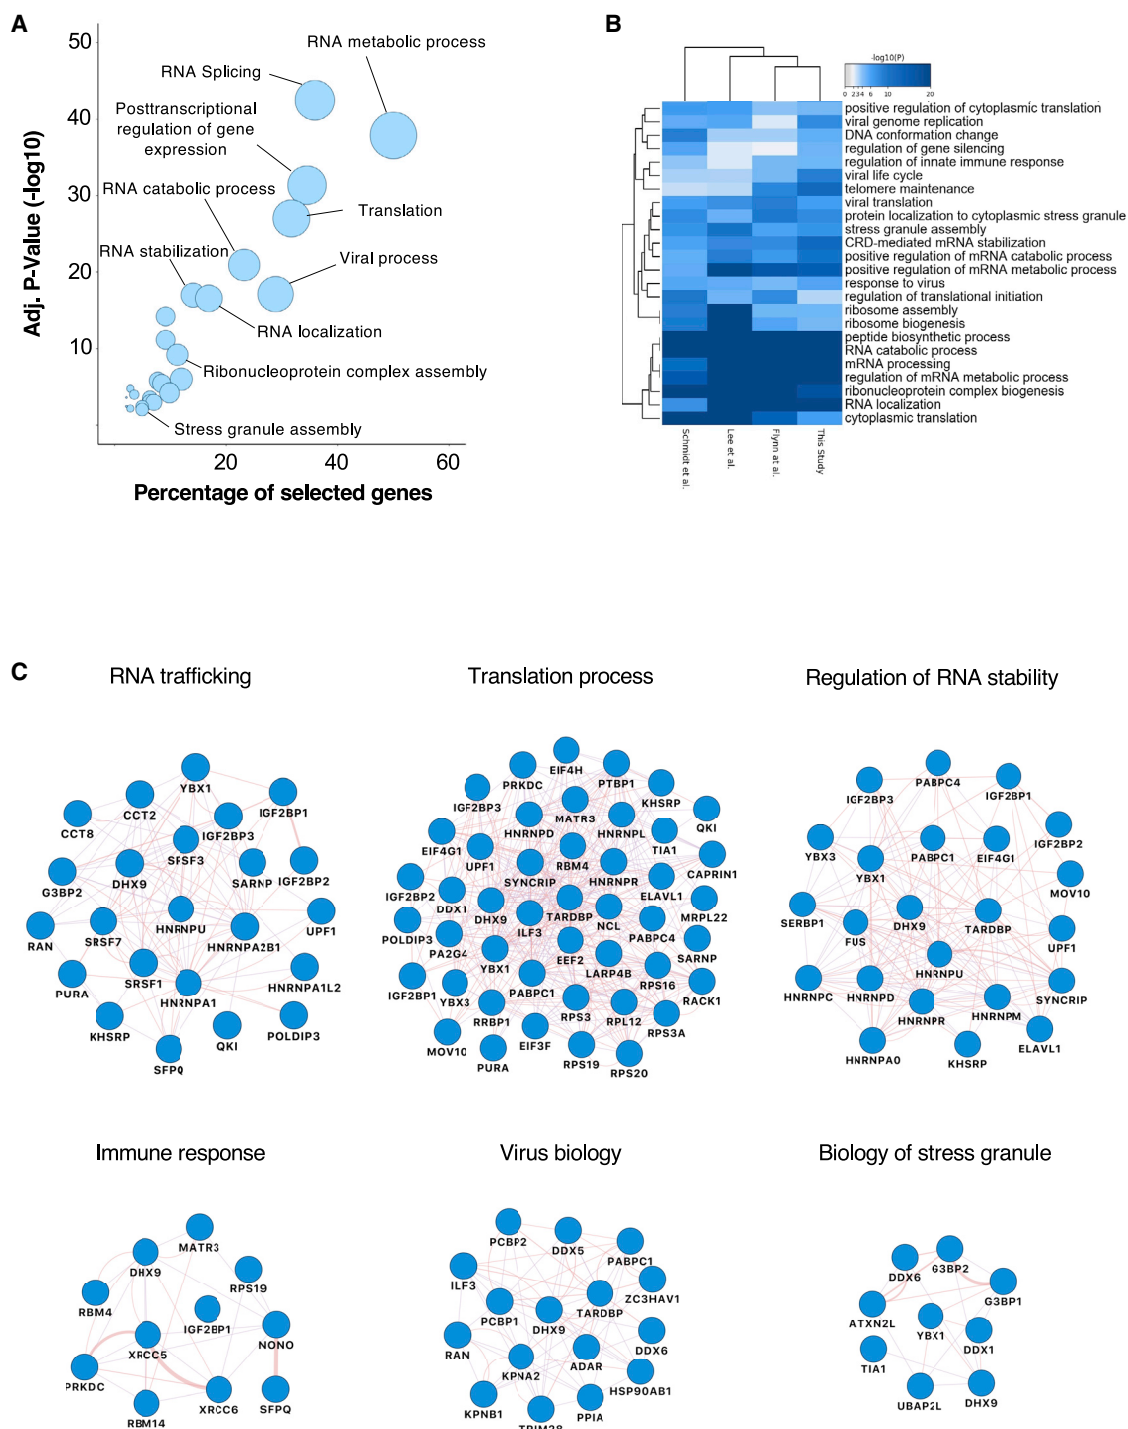 A
50
40
30
20
10
Adj. P-Value (-log10)
RNA metabolic process
RNA Splicing
Posttranscriptional
regulation of gene
expression
RNA catabolic process
Translation
RNA stabilization
Viral process
RNA localization
Ribonucleoprotein complex assembly
Stress granule assembly
20
40
60
Percentage of selected genes
B
-log10(P)
0 2 3 4 6 10 20
positive regulation of cytoplasmic translation
viral genome replication
DNA conformation change
regulation of gene silencing
regulation of innate immune response
viral life cycle
telomere maintenance
viral translation
protein localization to cytoplasmic stress granule
stress granule assembly
CRD-mediated mRNA stabilization
positive regulation of mRNA catabolic process
positive regulation of mRNA metabolic process
response to virus
regulation of translational initiation
ribosome assembly
ribosome biogenesis
peptide biosynthetic process
RNA catabolic process
mRNA processing
regulation of mRNA metabolic process
ribonucleoprotein complex biogenesis
RNA localization
cytoplasmic translation
Schmidt et al.
Lee et al.
Flynn at al.
This Study
C
RNA trafficking
YBX1
CCT2
IGF2BP1
CCT8
IGF2BP3
SRSF3
G3BP2
DHX9
SARNP
IGF2BP2
RAN
SRSF7
HNRNPU
HNRNPA2B1
UPF1
PURA
SRSF1
HNRNPA1
HNRNPA1L2
KHSRP
QKI
POLDIP3
SFPQ
Translation process
EIF4H
PRKDC
PTBP1
IGF2BP3
MATR3
KHSRP
HNRNPD
HNRNPL
QKI
EIF4G1
UPF1
RBM4
TIA1
CAPRIN1
SYNCRIP
HNRNPR
IGF2BP2
DDX1
DHX9
TARDBP
ELAVL1
MRPL22
POLDIP3
ILF3
NCL
PABPC4
PA2G4
EEF2
SARNP
YBX1
LARP4B
RPS16
IGF2BP1
YBX3
PABPC1
RACK1
RRBP1
RPS3
RPL12
RPS3A
MOV10
EIF3F
PURA
RPS19
RPS20
Regulation of RNA stability
PABPC4
IGF2BP3
IGF2BP1
YBX3
PABPC1
EIF4GI
IGF2BP2
YBX1
MOV10
SERBP1
FUS
DHX9
TARDBP
UPF1
HNRNPU
HNRNPC
HNRNPD
SYNCRIP
HNRNPR
HNRNPM
HNRNPA0
KHSRP
ELAVL1
Immune response
MATR3
DHX9
RPS19
RBM4
IGF2BP1
NONO
XRCC5
PRKDC
RBM14
XRCC6
SFPQ
Virus biology
PCBP2
DDX5
PABPC1
ILF3
ZC3HAV1
PCBP1
TARDBP
DHX9
RAN
DDX6
KPNA2
ADAR
HSP90AB1
KPNB1
PPIA
TRIM28
Biology of stress granule
DDX6
G3BP2
G3BP1
ATXN2L
YBX1
DDX1
TIA1
UBAP2L
DHX9